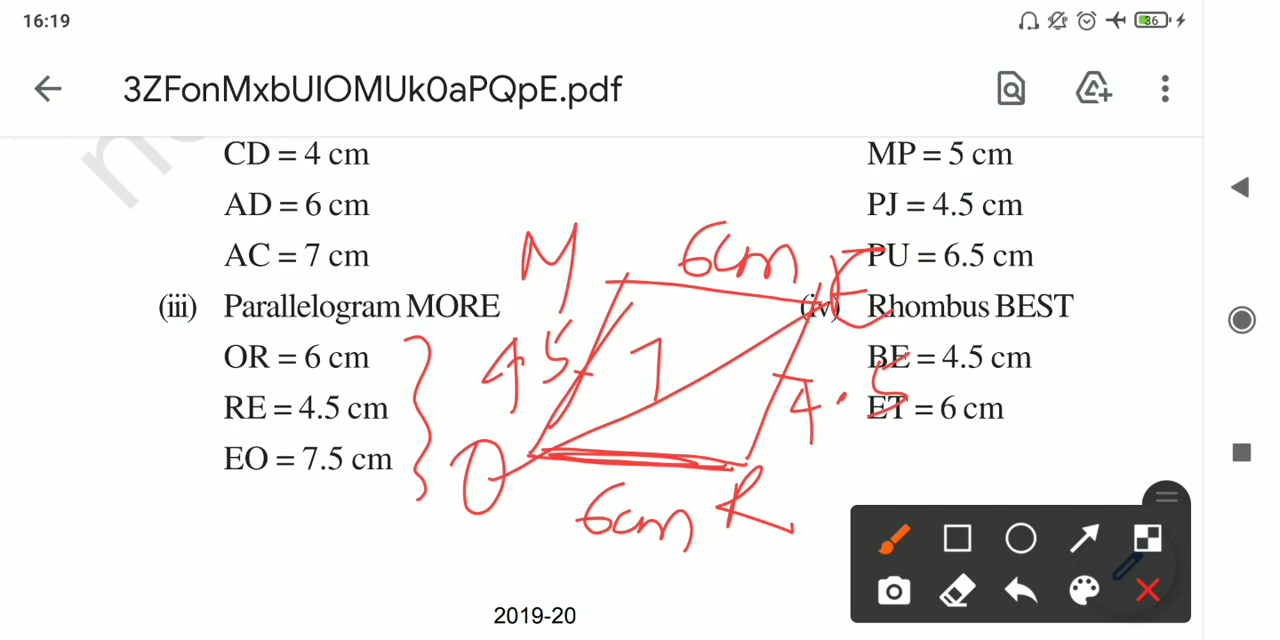 16:19
36
3ZFonMxbUIOMUk0aPQpE.pdf
CD = 4 cm
AD = 6 cm
AC = 7 cm
(iii) Parallelogram MORE
OR = 6 cm
RE = 4.5 cm
EO = 7.5 cm
MP = 5 cm
PJ = 4.5 cm
PU = 6.5 cm
(iv) Rhombus BEST
BE = 4.5 cm
ET = 6 cm
M
6cm
E
4.5
7
4.5
O
6cm
R
2019-20